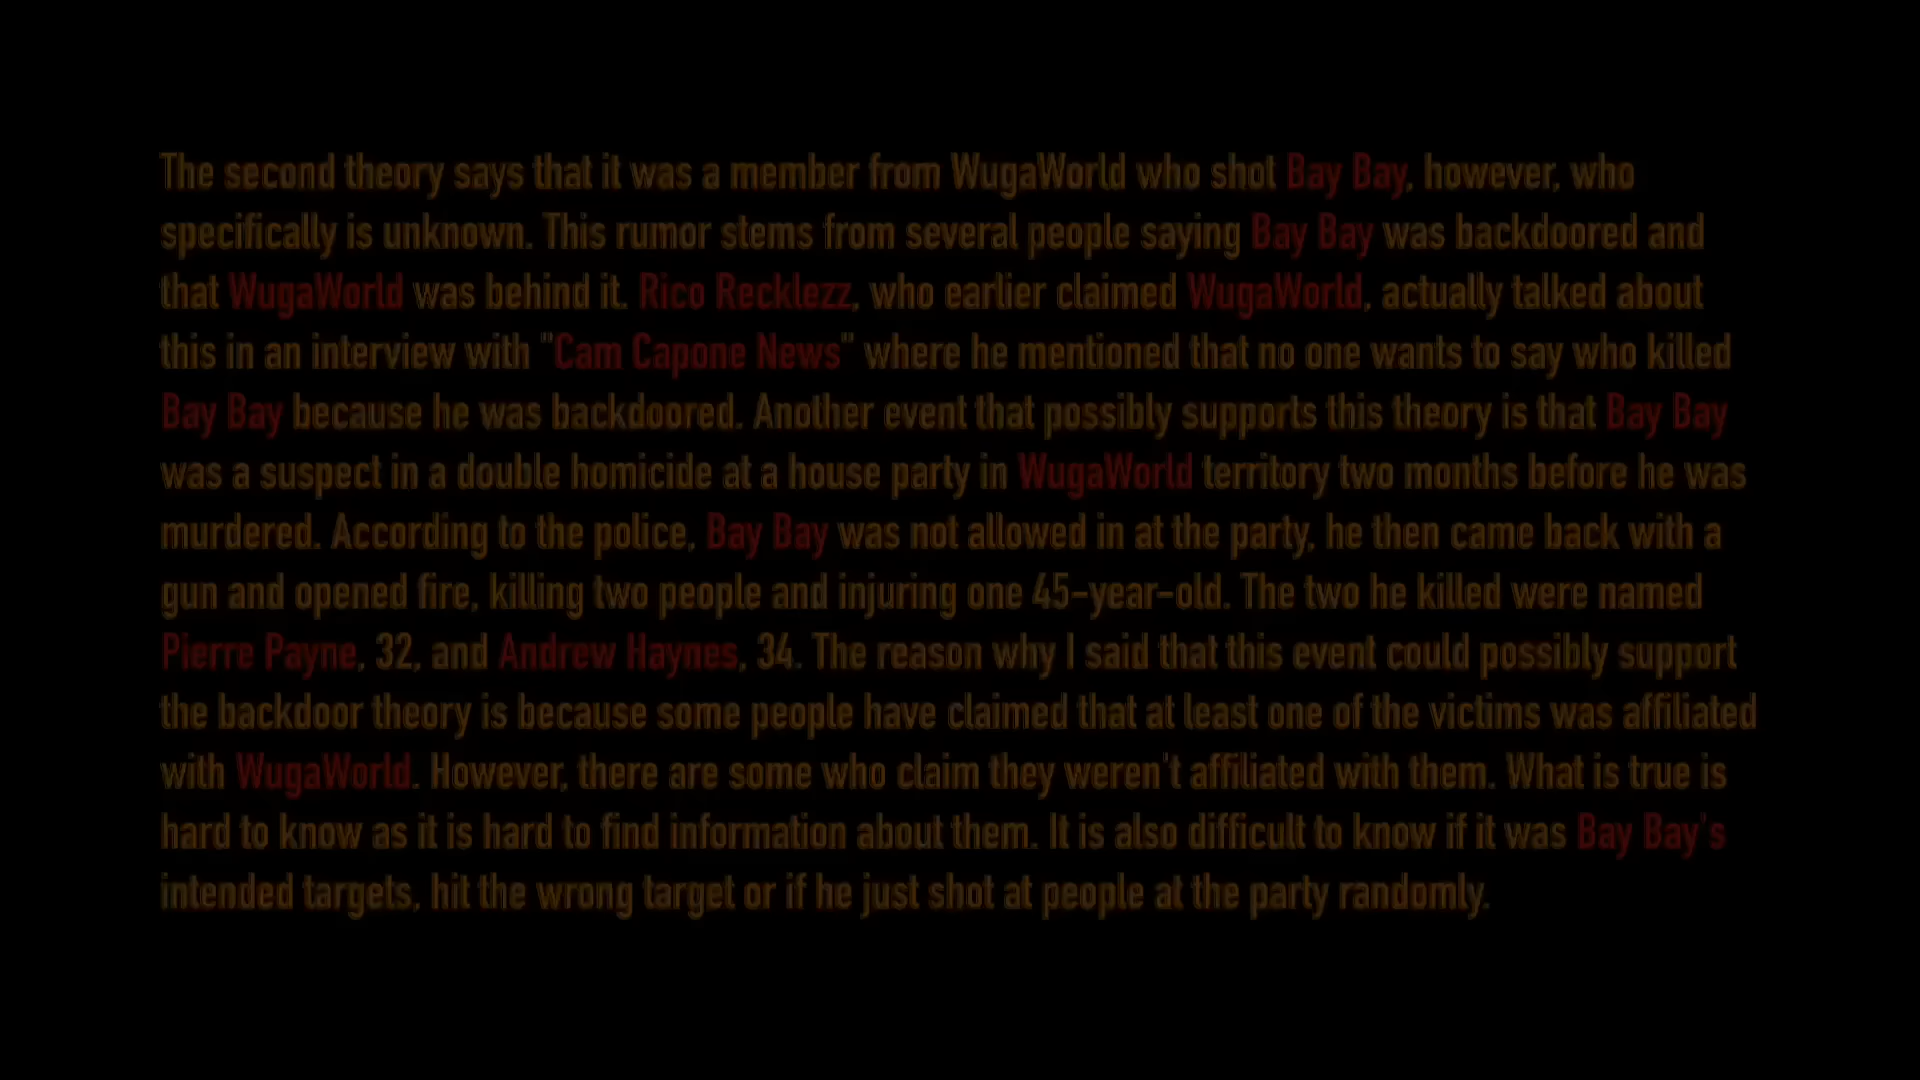 The second theory says that it was a member from WugaWorld who shot Bay Bay, however, who
specifically is unknown. This rumor stems from several people saying Bay Bay was backdoored and
that WugaWorld was behind it. Rico Recklezz, who earlier claimed WugaWorld, actually talked about
this in an interview with "Cam Capone News" where he mentioned that no one wants to say who killed
Bay Bay because he was backdoored. Another event that possibly supports this theory is that Bay Bay
was a suspect in a double homicide at a house party in WugaWorld territory two months before he was
murdered. According to the police, Bay Bay was not allowed in at the party, he then came back with a
gun and opened fire, killing two people and injuring one 45-year-old. The two he killed were named
Pierre Payne, 32, and Andrew Haynes, 34. The reason why I said that this event could possibly support
the backdoor theory is because some people have claimed that at least one of the victims was affiliated
with WugaWorld. However, there are some who claim they weren't affiliated with them. What is true is
hard to know as it is hard to find information about them. It is also difficult to know if it was Bay Bay's
intended targets, hit the wrong target or if he just shot at people at the party randomly.